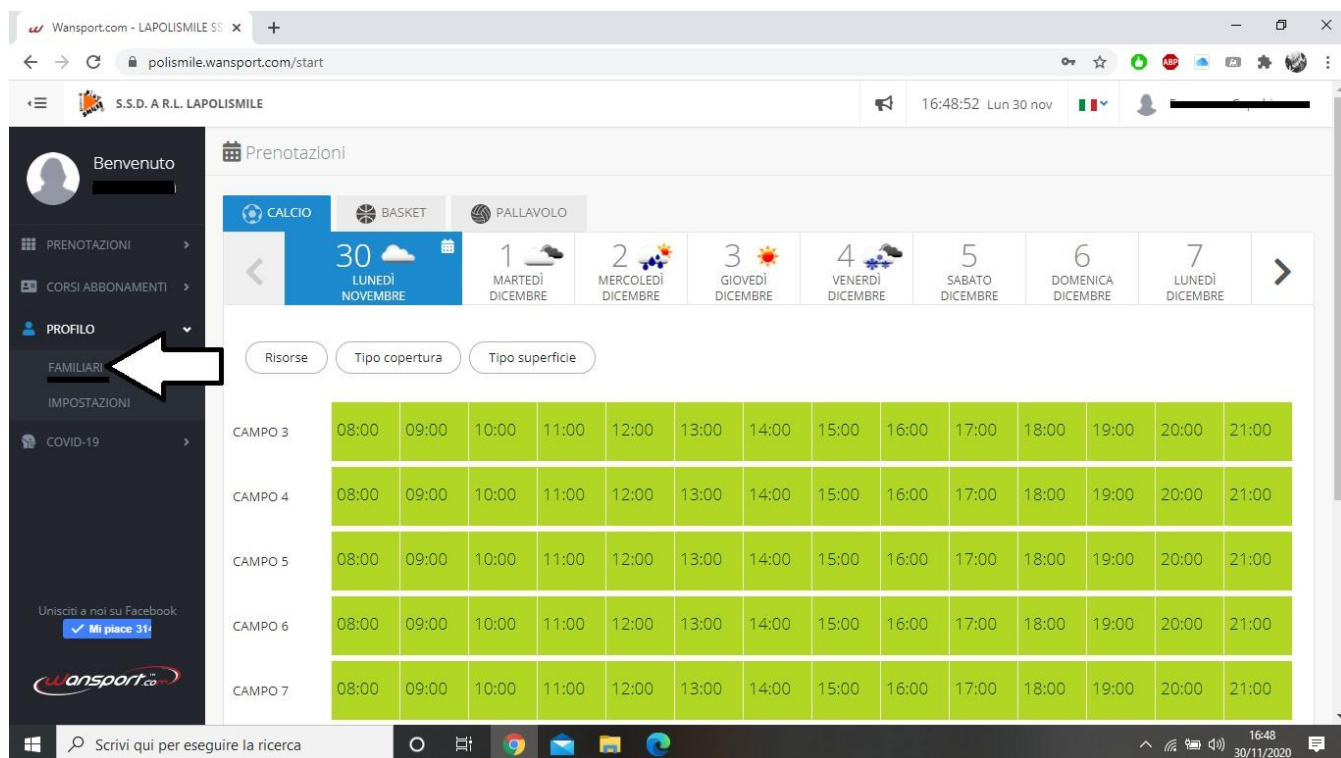 Wansport.com - LAPOLISMILE SS
polismile.wansport.com/start
ABP
S.S.D. A R.L. LAPOLISMILE
16:48:52 Lun 30 nov
Benvenuto
PRENOTAZIONI
CORSI ABBONAMENTI
PROFILO
FAMILIARI
IMPOSTAZIONI
COVID-19
Unisciti a noi su Facebook
Mi piace 314
wansport.com
Prenotazioni
CALCIO BASKET PALLAVOLO
30 LUNEDÌ NOVEMBRE
1 MARTEDÌ DICEMBRE
2 MERCOLEDÌ DICEMBRE
3 GIOVEDÌ DICEMBRE
4 VENERDÌ DICEMBRE
5 SABATO DICEMBRE
6 DOMENICA DICEMBRE
7 LUNEDÌ DICEMBRE
Risorse Tipo copertura Tipo superficie
CAMPO 3 08:00 09:00 10:00 11:00 12:00 13:00 14:00 15:00 16:00 17:00 18:00 19:00 20:00 21:00
CAMPO 4 08:00 09:00 10:00 11:00 12:00 13:00 14:00 15:00 16:00 17:00 18:00 19:00 20:00 21:00
CAMPO 5 08:00 09:00 10:00 11:00 12:00 13:00 14:00 15:00 16:00 17:00 18:00 19:00 20:00 21:00
CAMPO 6 08:00 09:00 10:00 11:00 12:00 13:00 14:00 15:00 16:00 17:00 18:00 19:00 20:00 21:00
CAMPO 7 08:00 09:00 10:00 11:00 12:00 13:00 14:00 15:00 16:00 17:00 18:00 19:00 20:00 21:00
Scrivi qui per eseguire la ricerca
16:48
30/11/2020